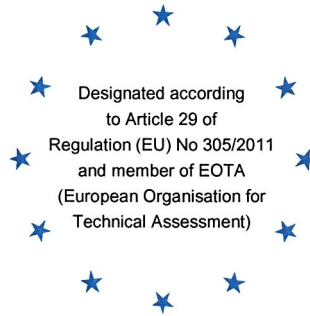 Designated according
to Article 29 of
Regulation (EU) No 305/2011
and member of EOTA
(European Organisation for
Technical Assessment)